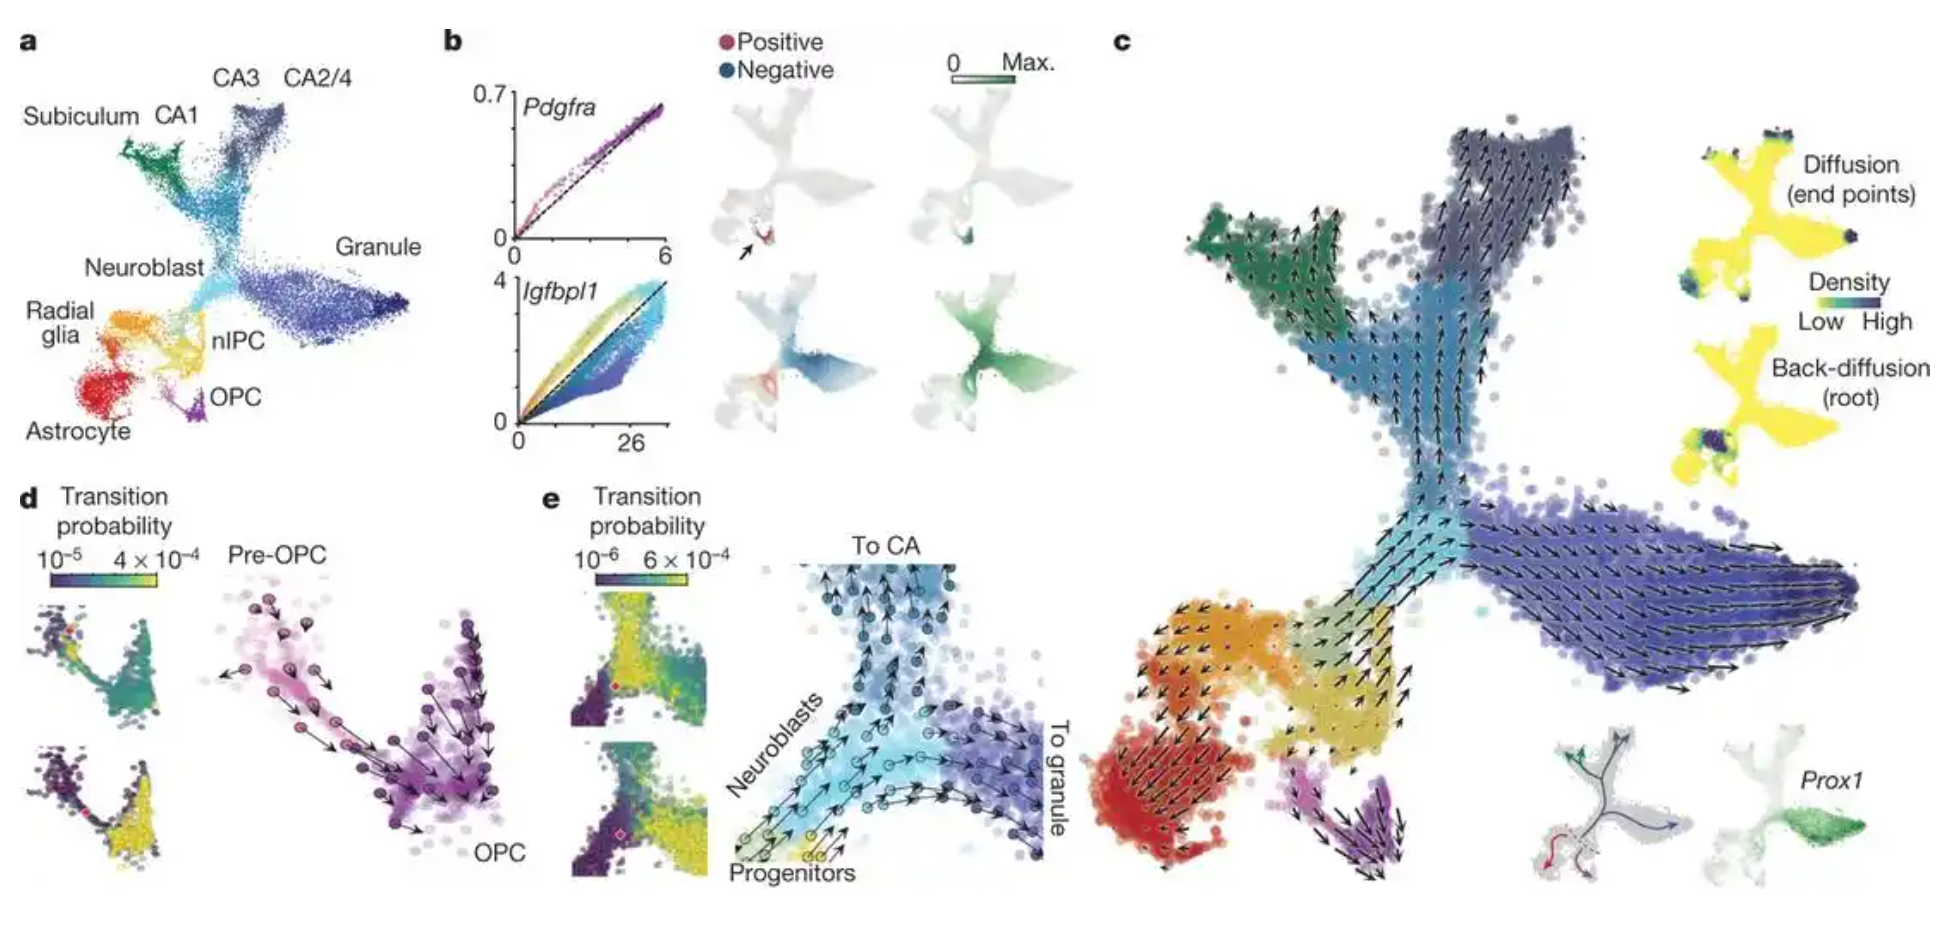 a
CA3 CA2/4
Subiculum CA1
Neuroblast
Granule
Radial
glia
nIPC
OPC
Astrocyte
b
Positive
Negative
0 Max.
0.7
Pdgfra
0
0 6
4
Igfbpl1
0
0 26
c
Diffusion
(end points)
Density
Low High
Back-diffusion
(root)
Prox1
d
Transition
probability
10–5 4 × 10–4
Pre-OPC
OPC
e
Transition
probability
10–6 6 × 10–4
To CA
Neuroblasts
To granule
Progenitors